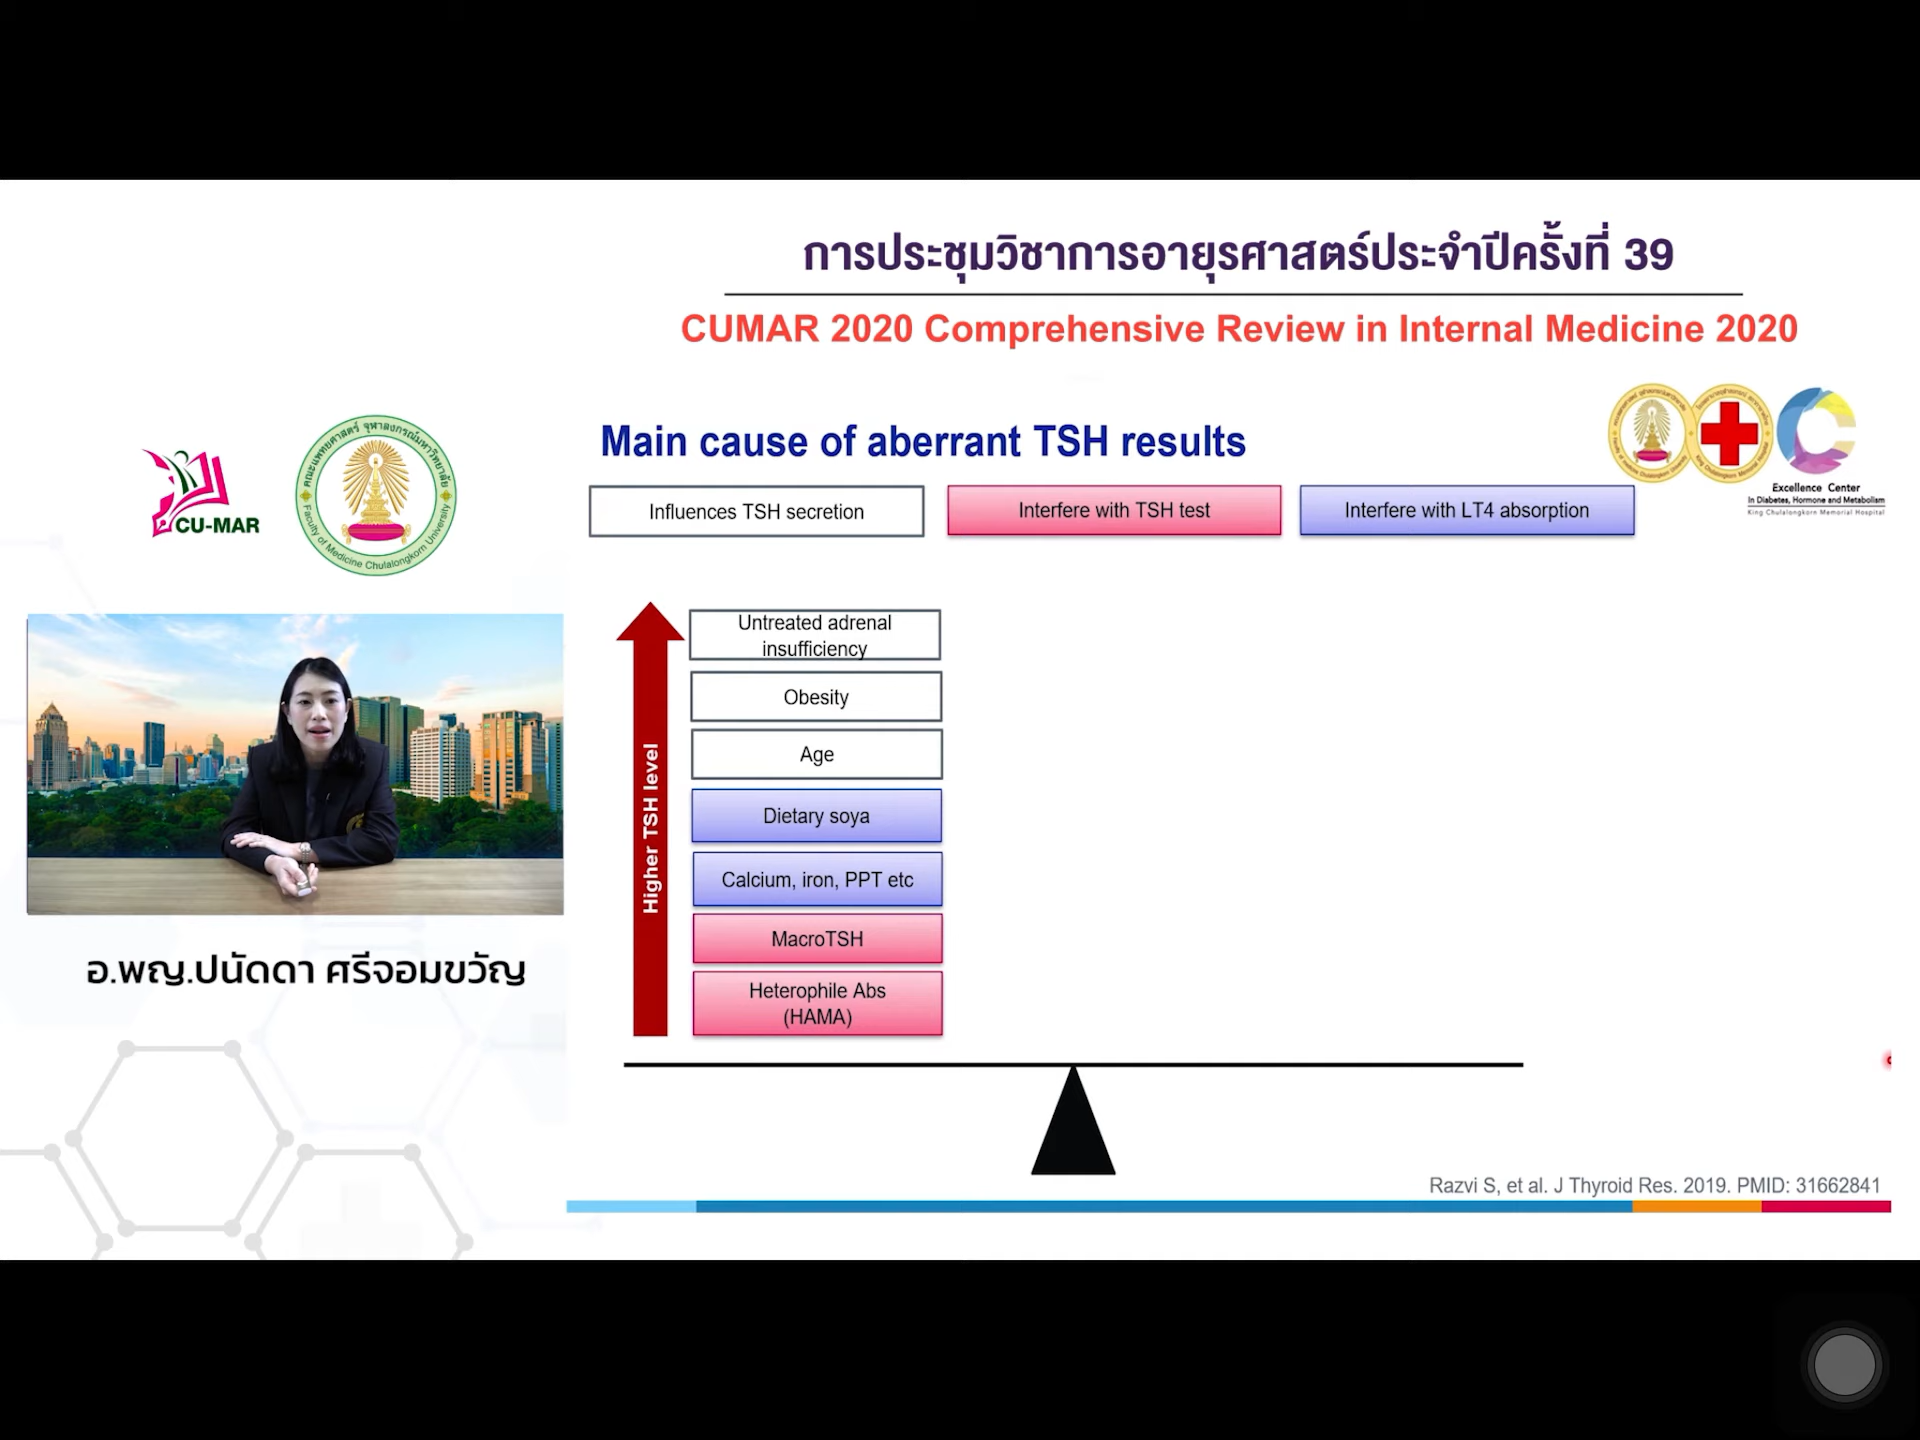 การประชุมวิชาการอายุรศาสตร์ประจำปีครั้งที่ 39
CUMAR 2020 Comprehensive Review in Internal Medicine 2020
CU-MAR
คณะแพทยศาสตร์ จุฬาลงกรณ์มหาวิทยาลัย
Faculty of Medicine Chulalongkorn University
Main cause of aberrant TSH results
Excellence Center
In Diabetes, Hormone and Metabolism
King Chulalongkorn Memorial Hospital
Influences TSH secretion
Interfere with TSH test
Interfere with LT4 absorption
Higher TSH level
Untreated adrenal
insufficiency
Obesity
Age
Dietary soya
Calcium, iron, PPT etc
MacroTSH
Heterophile Abs
(HAMA)
อ.พญ.ปนัดดา ศรีจอมขวัญ
Razvi S, et al. J Thyroid Res. 2019. PMID: 31662841